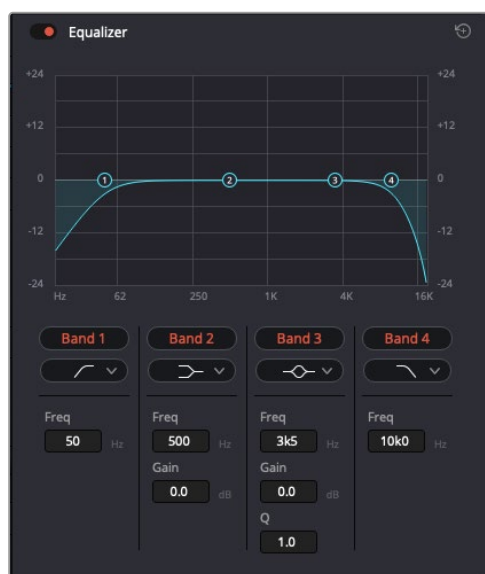 Equalizer
+24 +24
+12 +12
0 1 2 3 4 0
-12 -12
-24 -24
Hz 62 250 1K 4K 16K
Band 1 Band 2 Band 3 Band 4
Freq Freq Freq Freq
50 Hz 500 Hz 3k5 Hz 10k0 Hz
Gain Gain
0.0 dB 0.0 dB
Q
1.0